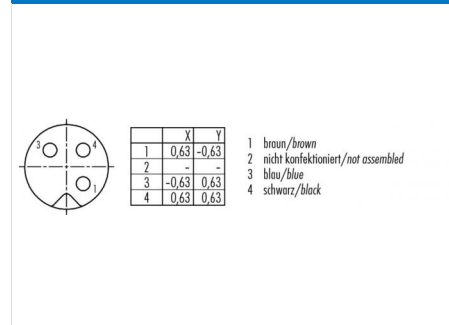 3 4
1
X Y
1 0,63 -0,63
2 - -
3 -0,63 0,63
4 0,63 0,63
1 braun/brown
2 nicht konfektioniert/not assembled
3 blau/blue
4 schwarz/black